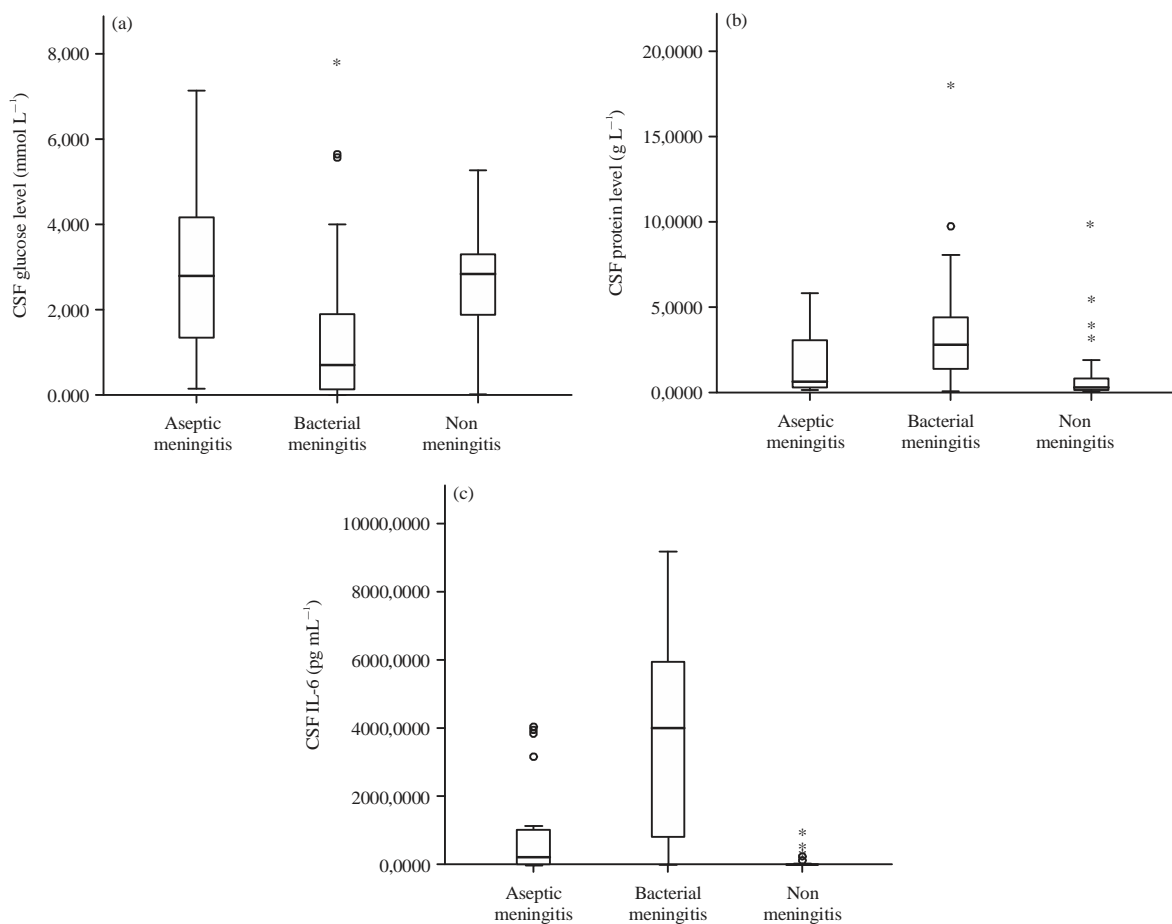 (a)
CSF glucose level (mmol L⁻¹)
8,000
6,000
4,000
2,000
0.000
Aseptic meningitis
Bacterial meningitis
Non meningitis
(b)
CSF protein level (g L⁻¹)
20,0000
15,0000
10,0000
5,0000
0,0000
Aseptic meningitis
Bacterial meningitis
Non meningitis
(c)
CSF IL-6 (pg mL⁻¹)
10000,0000
8000,0000
6000,0000
4000,0000
2000,0000
0,0000
Aseptic meningitis
Bacterial meningitis
Non meningitis